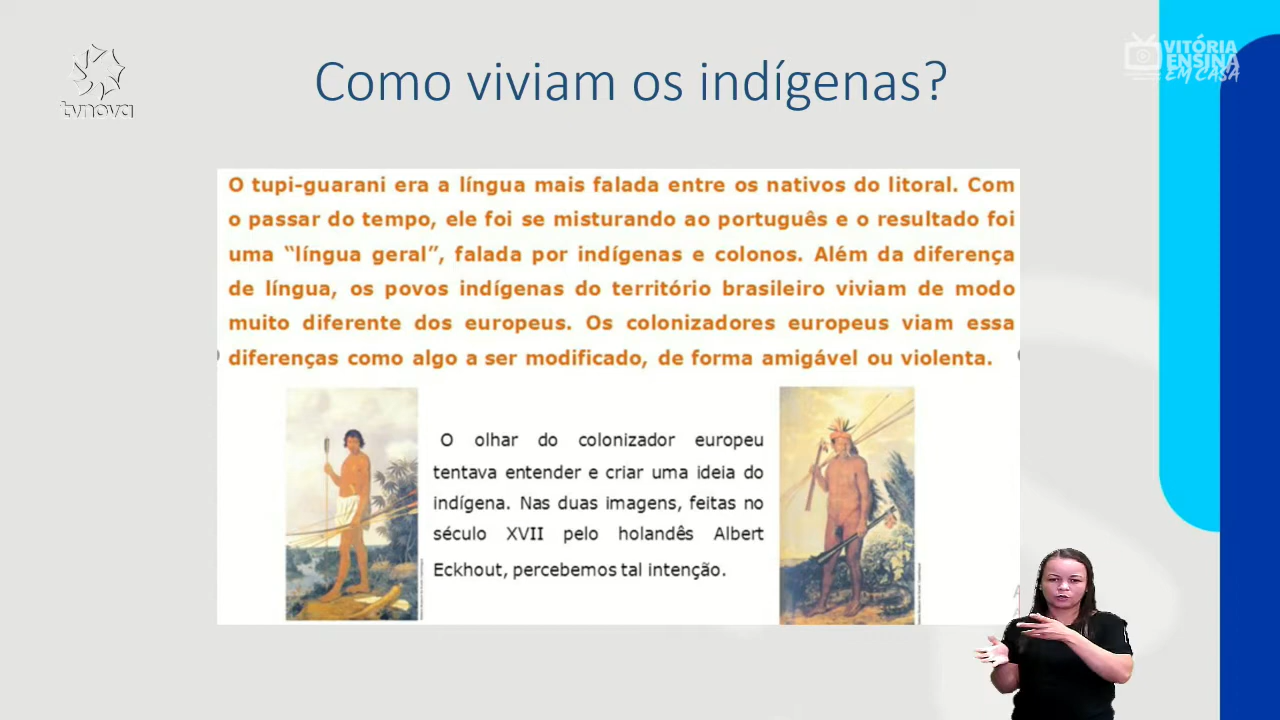 tvnova
VITÓRIA
ENSINA
EM CASA
Como viviam os indígenas?
O tupi-guarani era a língua mais falada entre os nativos do litoral. Com
o passar do tempo, ele foi se misturando ao português e o resultado foi
uma “língua geral”, falada por indígenas e colonos. Além da diferença
de língua, os povos indígenas do território brasileiro viviam de modo
muito diferente dos europeus. Os colonizadores europeus viam essa
diferenças como algo a ser modificado, de forma amigável ou violenta.
O olhar do colonizador europeu
tentava entender e criar uma ideia do
indígena. Nas duas imagens, feitas no
século XVII pelo holandês Albert
Eckhout, percebemos tal intenção.